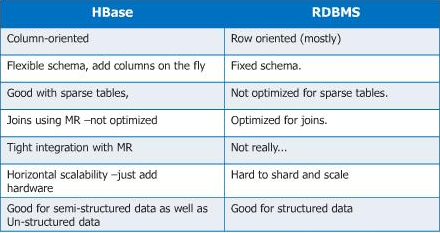 HBase RDBMS
Column-oriented Row oriented (mostly)
Flexible schema, add columns on the fly Fixed schema.
Good with sparse tables, Not optimized for sparse tables.
Joins using MR –not optimized Optimized for joins.
Tight integration with MR Not really...
Horizontal scalability –just add Hard to shard and scale
hardware
Good for semi-structured data as well as Good for structured data
Un-structured data